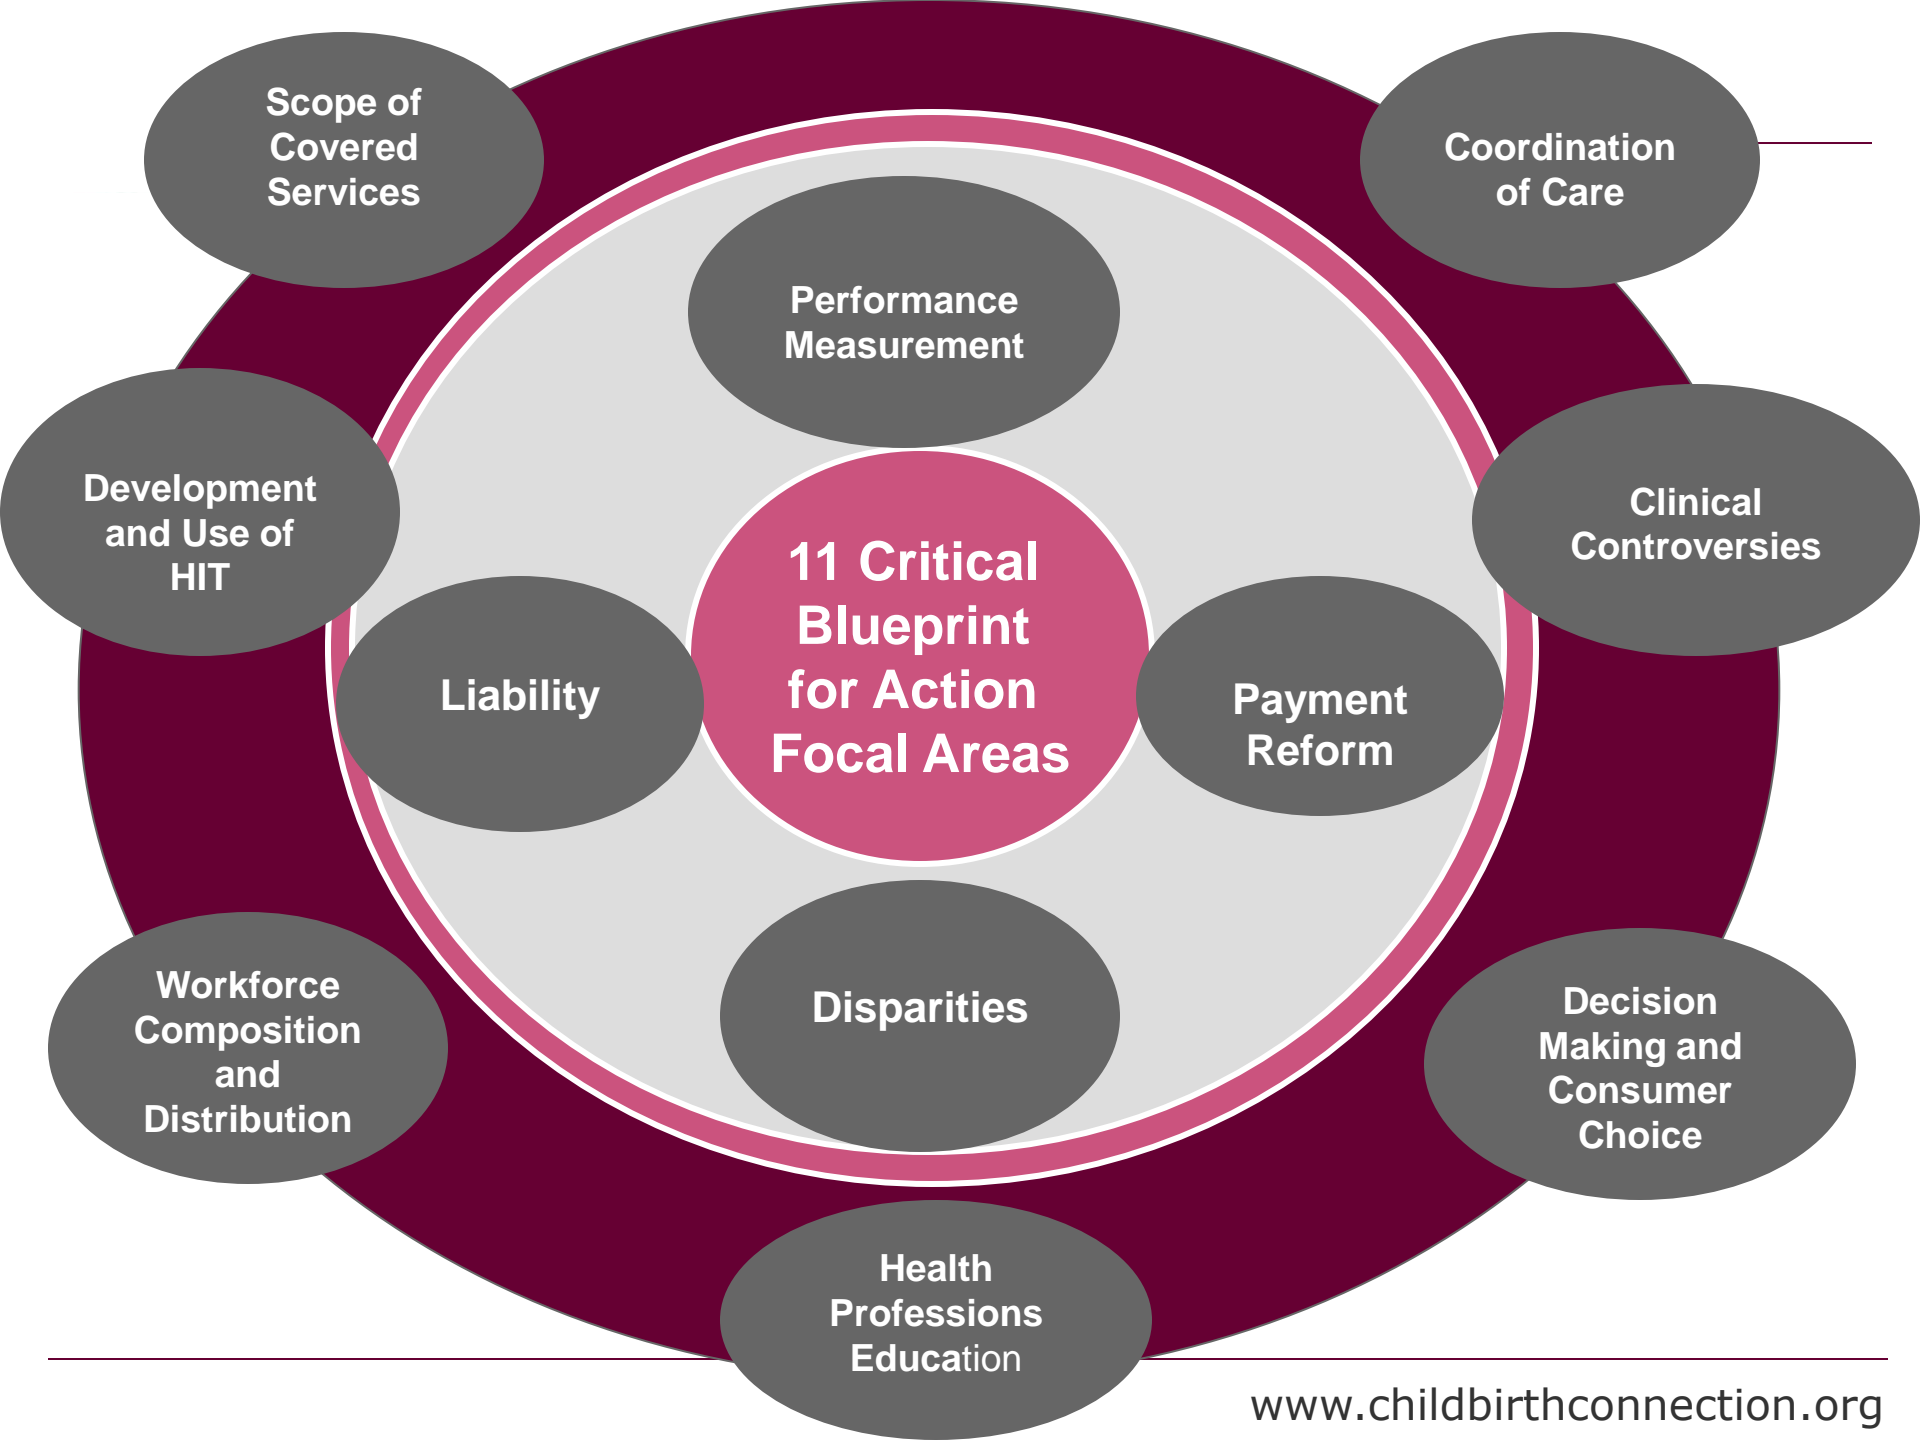 Scope of
Covered
Services
Coordination
of Care
Performance
Measurement
Development
and Use of
HIT
Clinical
Controversies
11 Critical
Blueprint
for Action
Focal Areas
Liability
Payment
Reform
Workforce
Composition
and
Distribution
Disparities
Decision
Making and
Consumer
Choice
Health
Professions
Education
www.childbirthconnection.org